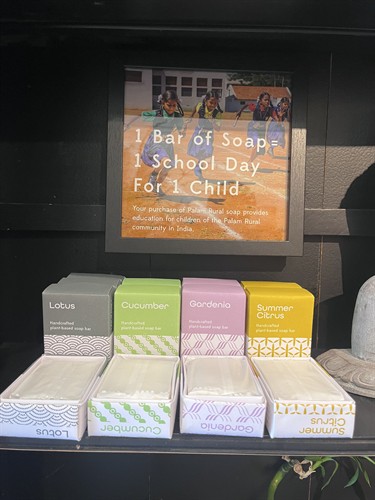 1 Bar of Soap=
1 School Day
For 1 Child
Your purchase of Palam Rural soap provides
education for children of the Palam Rural
community in India.
Lotus
Handcrafted
plant-based soap bar
Cucumber
Handcrafted
plant-based soap bar
Gardenia
Handcrafted
plant-based soap bar
Summer
Citrus
Handcrafted
plant-based soap bar
Lotus
Cucumber
Gardenia
Summer
Citrus